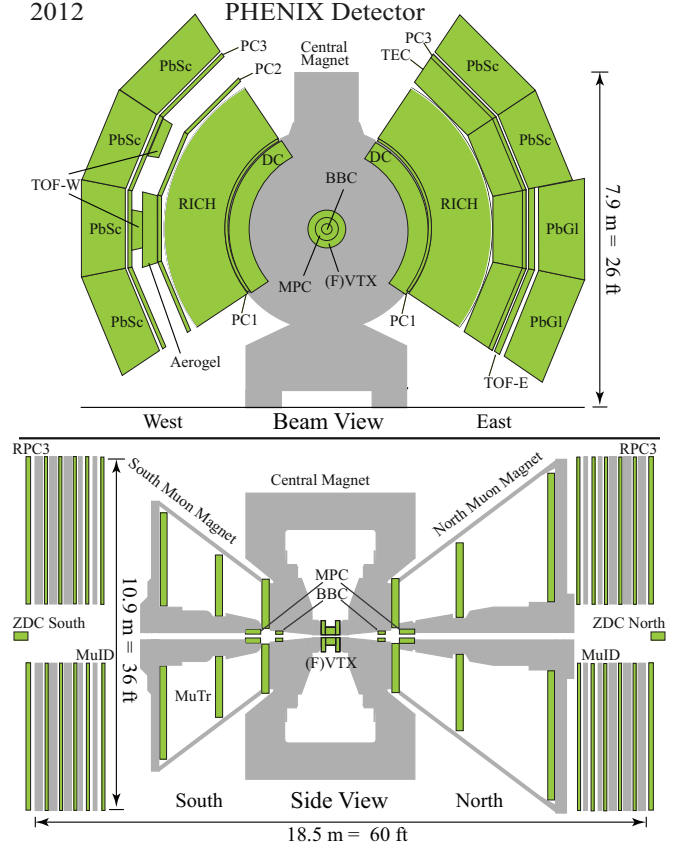 2012
PHENIX Detector
PC3
PC2
Central
Magnet
TEC
PC3
PbSc
PbSc
PbSc
PbSc
DC
DC
BBC
TOF-W
RICH
RICH
PbSc
PbGl
MPC
(F)VTX
PbSc
PC1
PC1
PbGl
Aerogel
TOF-E
7.9 m = 26 ft
West
Beam View
East
RPC3
RPC3
South Muon Magnet
Central Magnet
North Muon Magnet
MPC
BBC
10.9 m = 36 ft
ZDC South
ZDC North
MuID
(F)VTX
MuID
MuTr
South
Side View
North
18.5 m = 60 ft